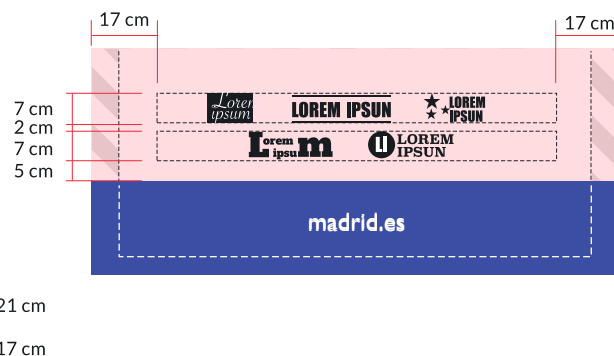 17 cm
17 cm
7 cm
2 cm
7 cm
5 cm
Lorem
ipsum
LOREM IPSUN
LOREM
IPSUN
Lorem
ipsum
LI
LOREM
IPSUN
madrid.es
21 cm
17 cm